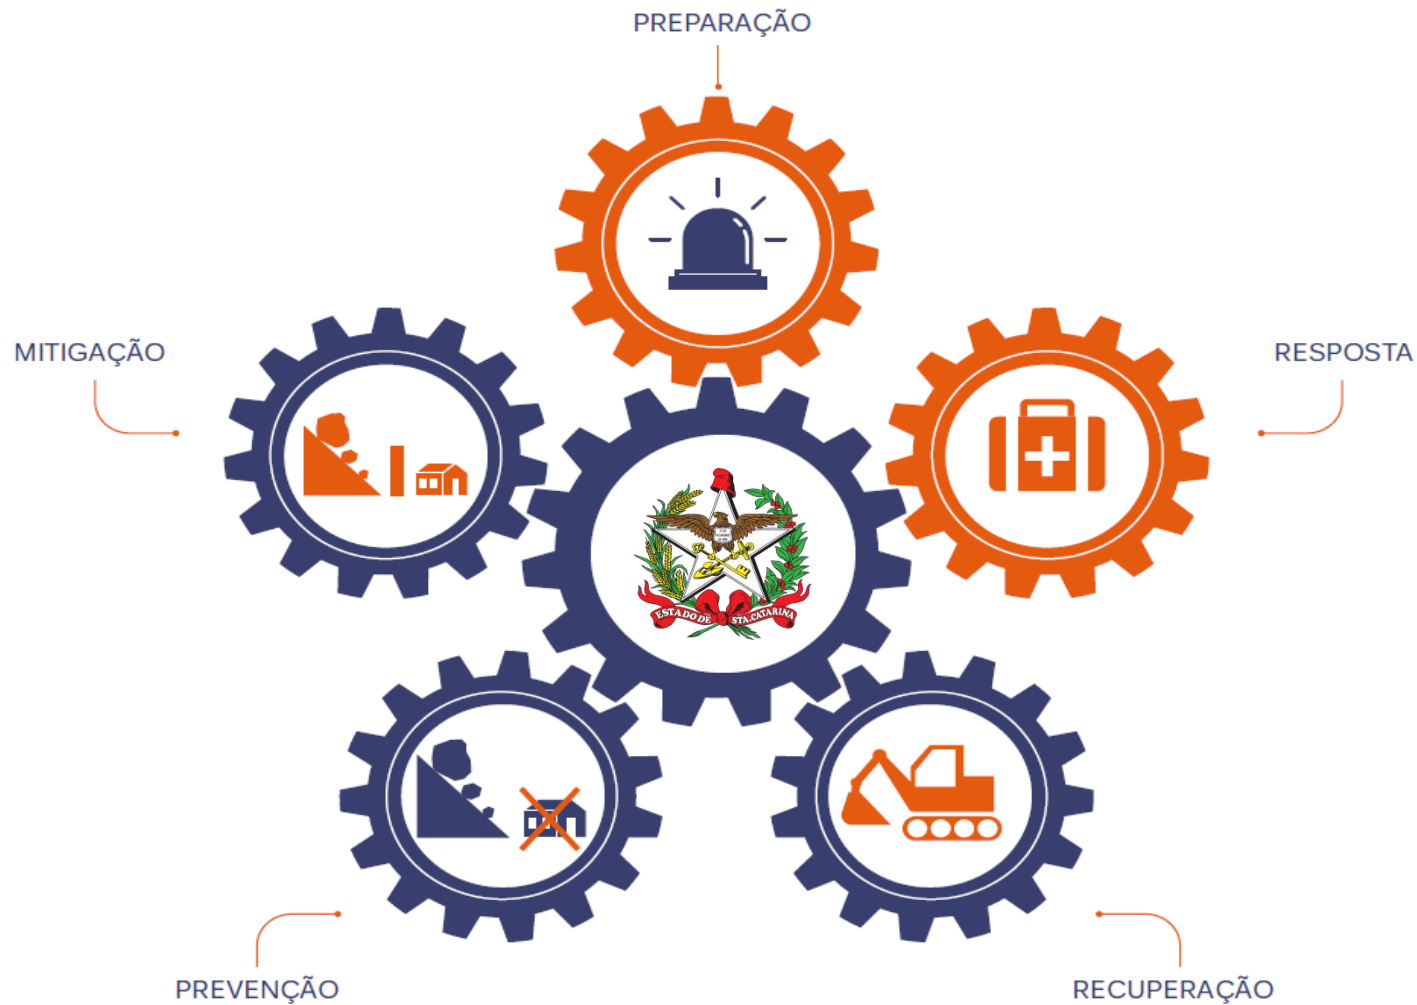 PREPARAÇÃO
MITIGAÇÃO
RESPOSTA
ESTADO DE STA. CATARINA
PREVENÇÃO
RECUPERAÇÃO